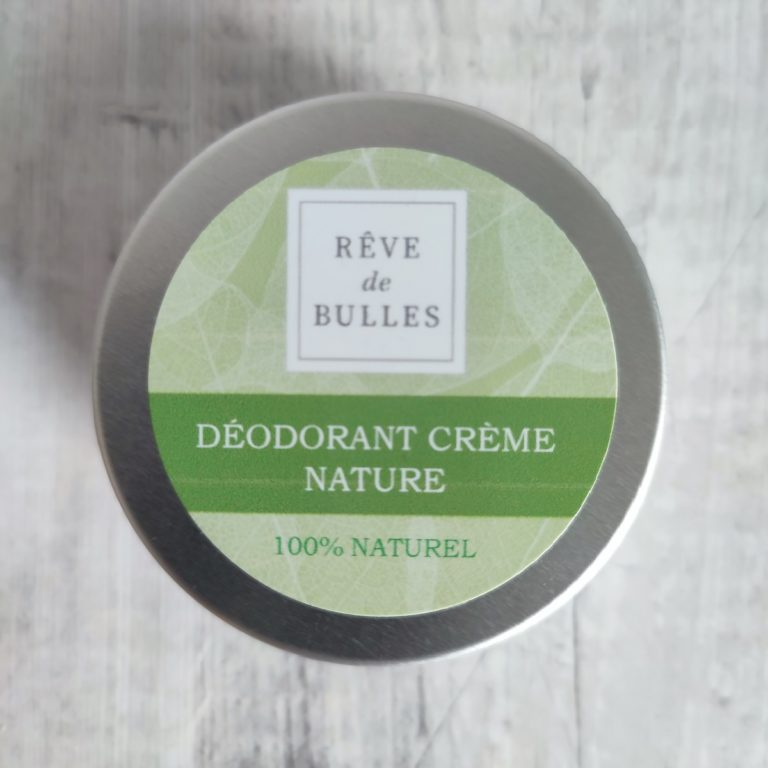 RÊVE
de
BULLES
DÉODORANT CRÈME
NATURE
100% NATUREL